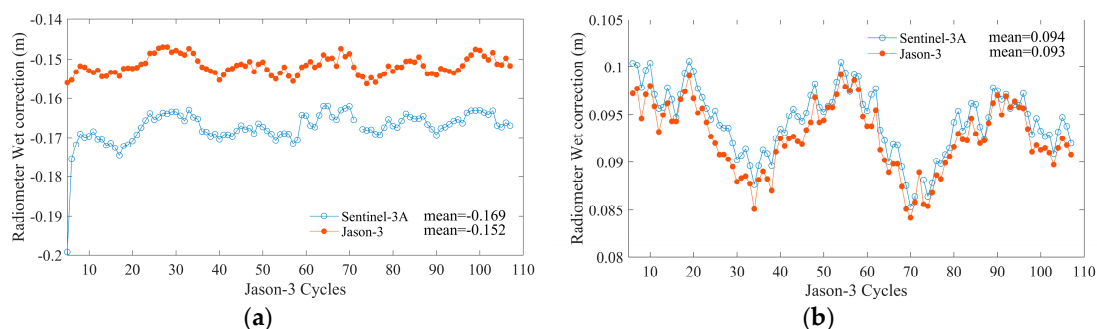 -0.14
-0.15
-0.16
-0.17
-0.18
-0.19
-0.2
Radiometer Wet correction (m)
Sentinel-3A mean=-0.169
Jason-3 mean=-0.152
10 20 30 40 50 60 70 80 90 100 110
Jason-3 Cycles
(a)
0.105
0.1
0.095
0.09
0.085
0.08
Radiometer Wet correction (m)
Sentinel-3A mean=0.094
Jason-3 mean=0.093
10 20 30 40 50 60 70 80 90 100 110
Jason-3 Cycles
(b)